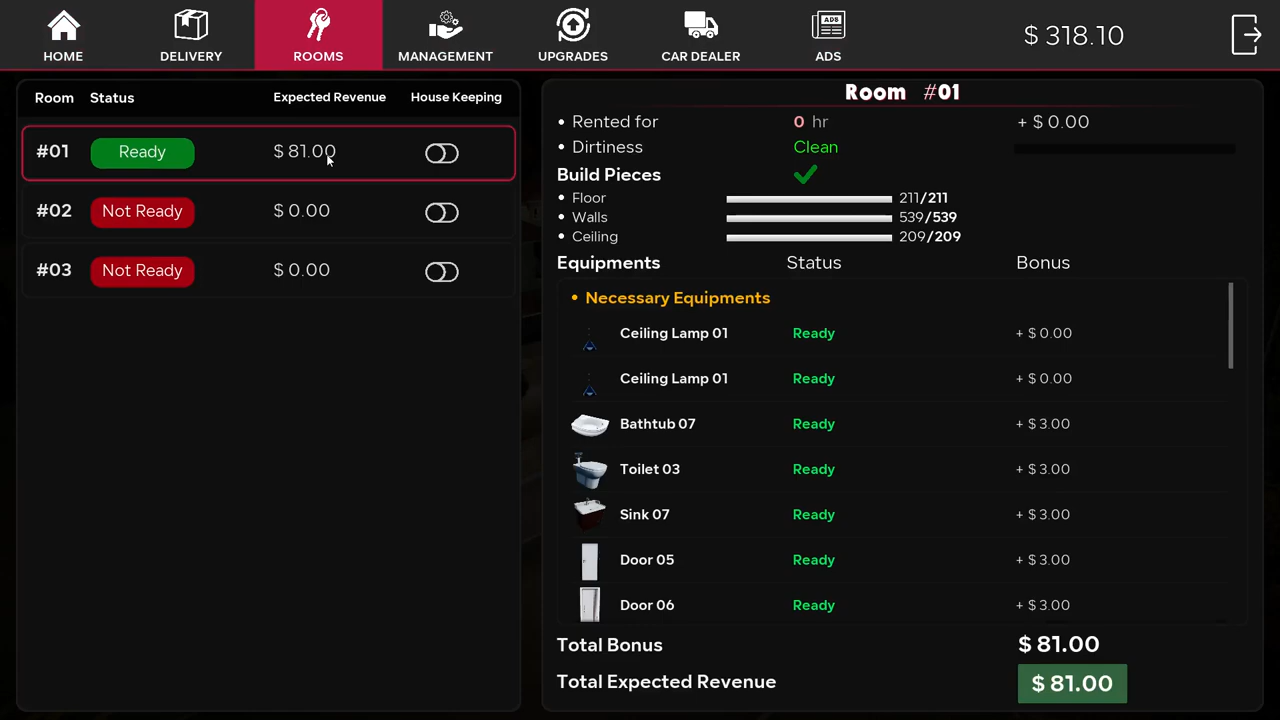 HOME DELIVERY ROOMS MANAGEMENT UPGRADES CAR DEALER ADS $ 318.10
Room Status Expected Revenue House Keeping
#01 Ready $ 81.00
#02 Not Ready $ 0.00
#03 Not Ready $ 0.00
Room #01
• Rented for 0 hr + $ 0.00
• Dirtiness Clean
Build Pieces
• Floor 211/211
• Walls 539/539
• Ceiling 209/209
Equipments Status Bonus
• Necessary Equipments
Ceiling Lamp 01 Ready + $ 0.00
Ceiling Lamp 01 Ready + $ 0.00
Bathtub 07 Ready + $ 3.00
Toilet 03 Ready + $ 3.00
Sink 07 Ready + $ 3.00
Door 05 Ready + $ 3.00
Door 06 Ready + $ 3.00
Total Bonus $ 81.00
Total Expected Revenue $ 81.00